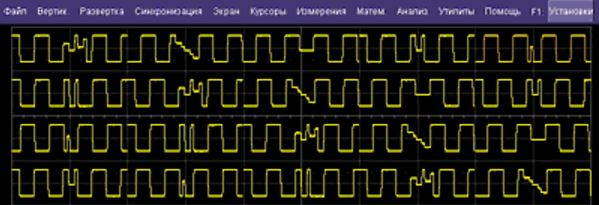 Файл Вертик. Развертка Синхронизация Экран Курсоры Измерения Матем. Анализ Утилиты Помощь F1: Установки